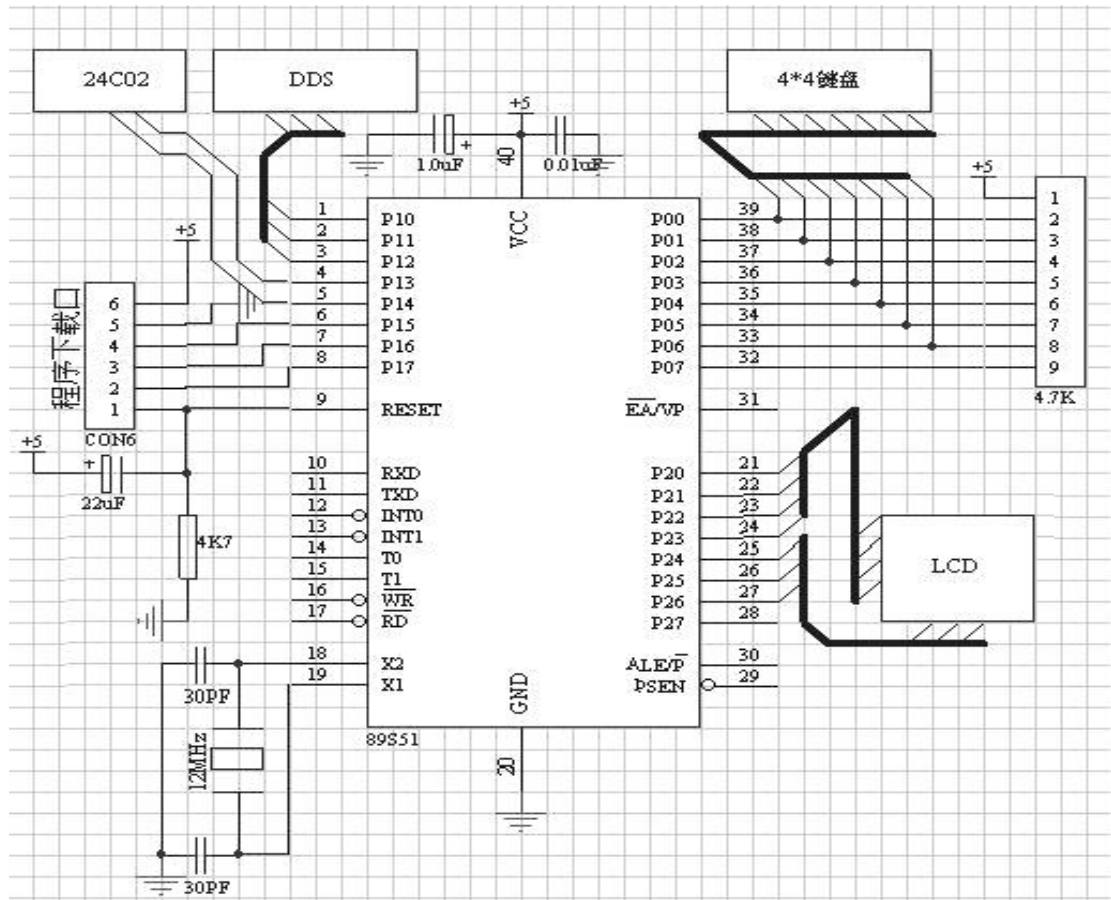 24C02
DDS
4*4键盘
+5
1.0uF
+
40
0.01uF
+5
1
2
3
4
5
6
7
8
9
4.7K
+5
程序下载口
6
5
4
3
2
1
CON6
+5
+
22uF
4K7
30PF
12MHz
30PF
1 P10
2 P11
3 P12
4 P13
5 P14
6 P15
7 P16
8 P17
9 RESET
10 RXD
11 TXD
12 INT0
13 INT1
14 T0
15 T1
16 WR
17 RD
18 X2
19 X1
VCC
GND
20
89S51
P00 39
P01 38
P02 37
P03 36
P04 35
P05 34
P06 33
P07 32
EA/VP 31
P20 21
P21 22
P22 23
P23 24
P24 25
P25 26
P26 27
P27 28
ALE/P 30
PSEN 29
LCD